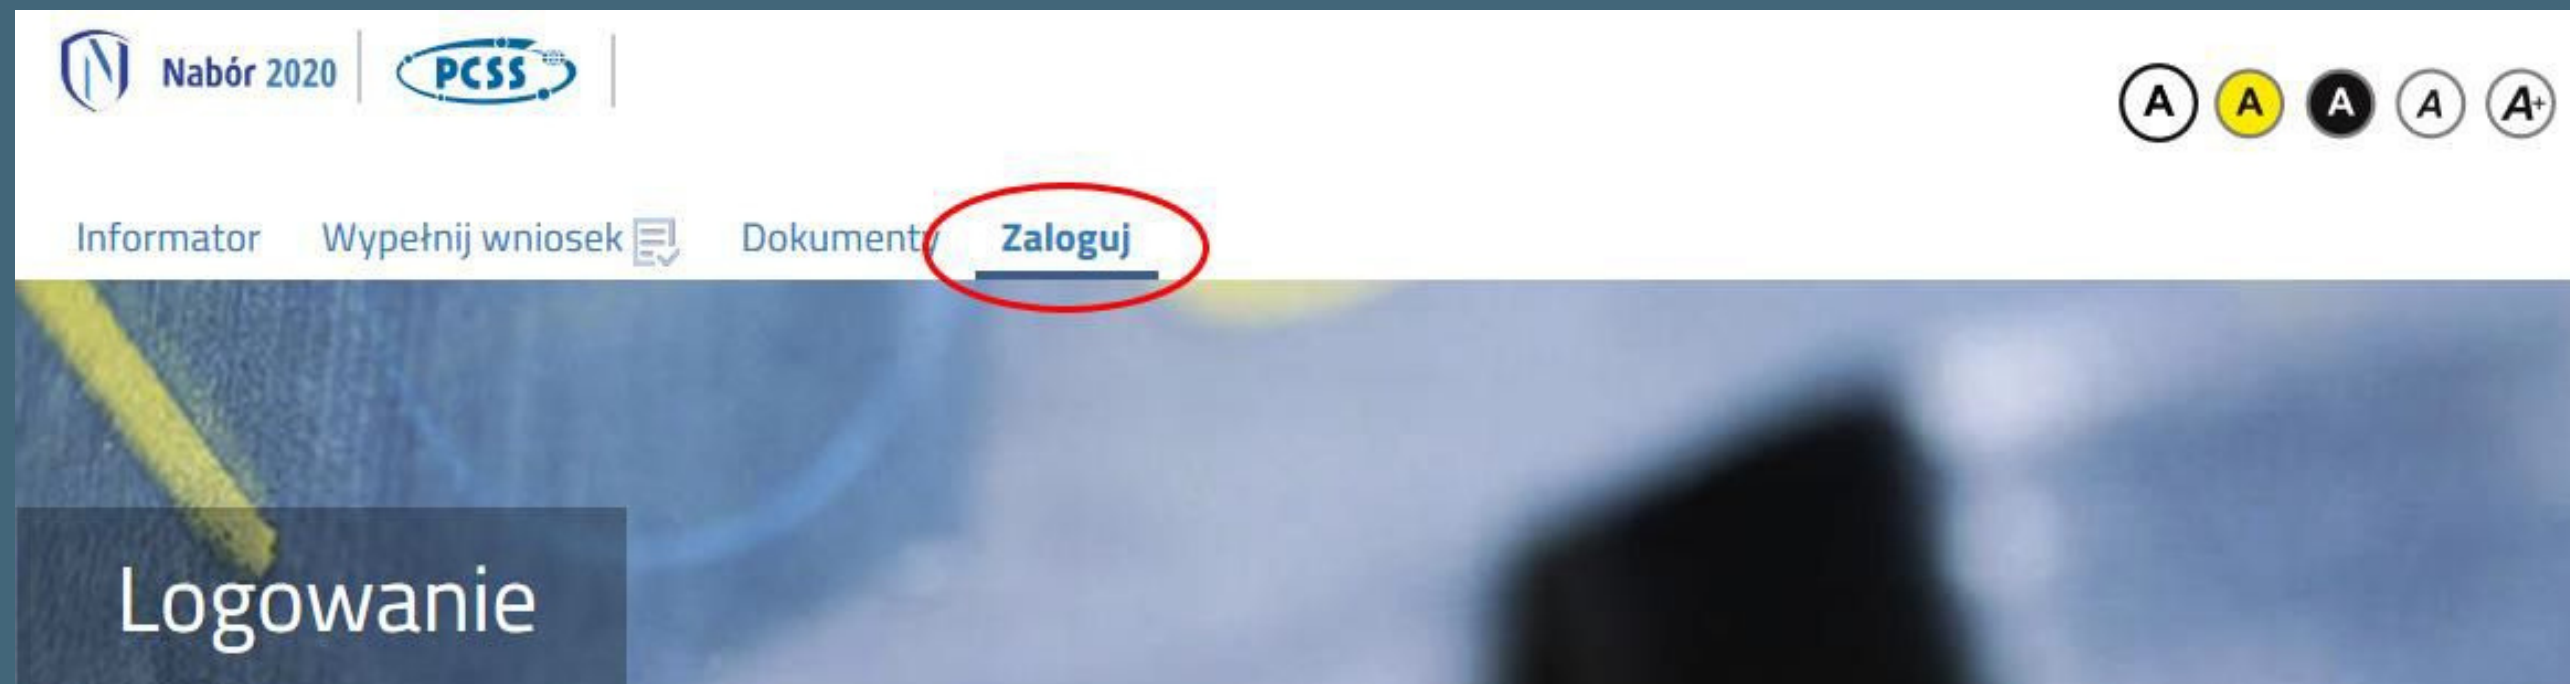 Nabór 2020 PCSS
A A A A A+
Informator Wypełnij wniosek Dokumenty Zaloguj
Logowanie